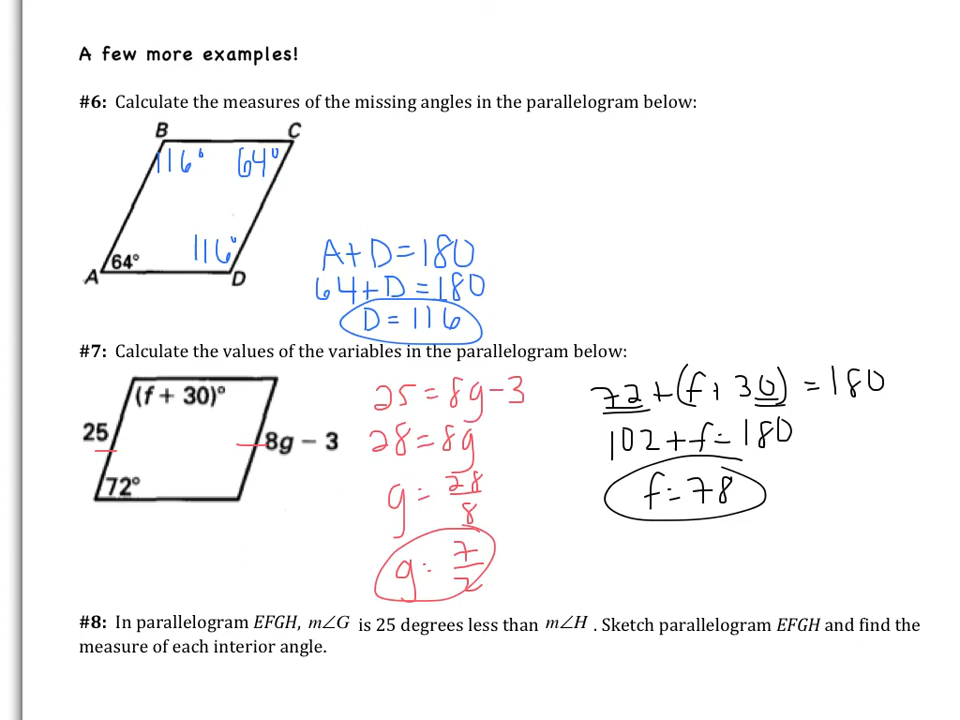 A few more examples!
#6: Calculate the measures of the missing angles in the parallelogram below:
B
C
116°
64°
64°
116°
A
D
A + D = 180
64 + D = 180
D = 116
#7: Calculate the values of the variables in the parallelogram below:
(f + 30)°
25
8g − 3
72°
25 = 8g − 3
28 = 8g
g = 28/8
g = 7/2
72 + (f + 30) = 180
102 + f = 180
f = 78
#8: In parallelogram EFGH, m∠G is 25 degrees less than m∠H. Sketch parallelogram EFGH and find the
measure of each interior angle.